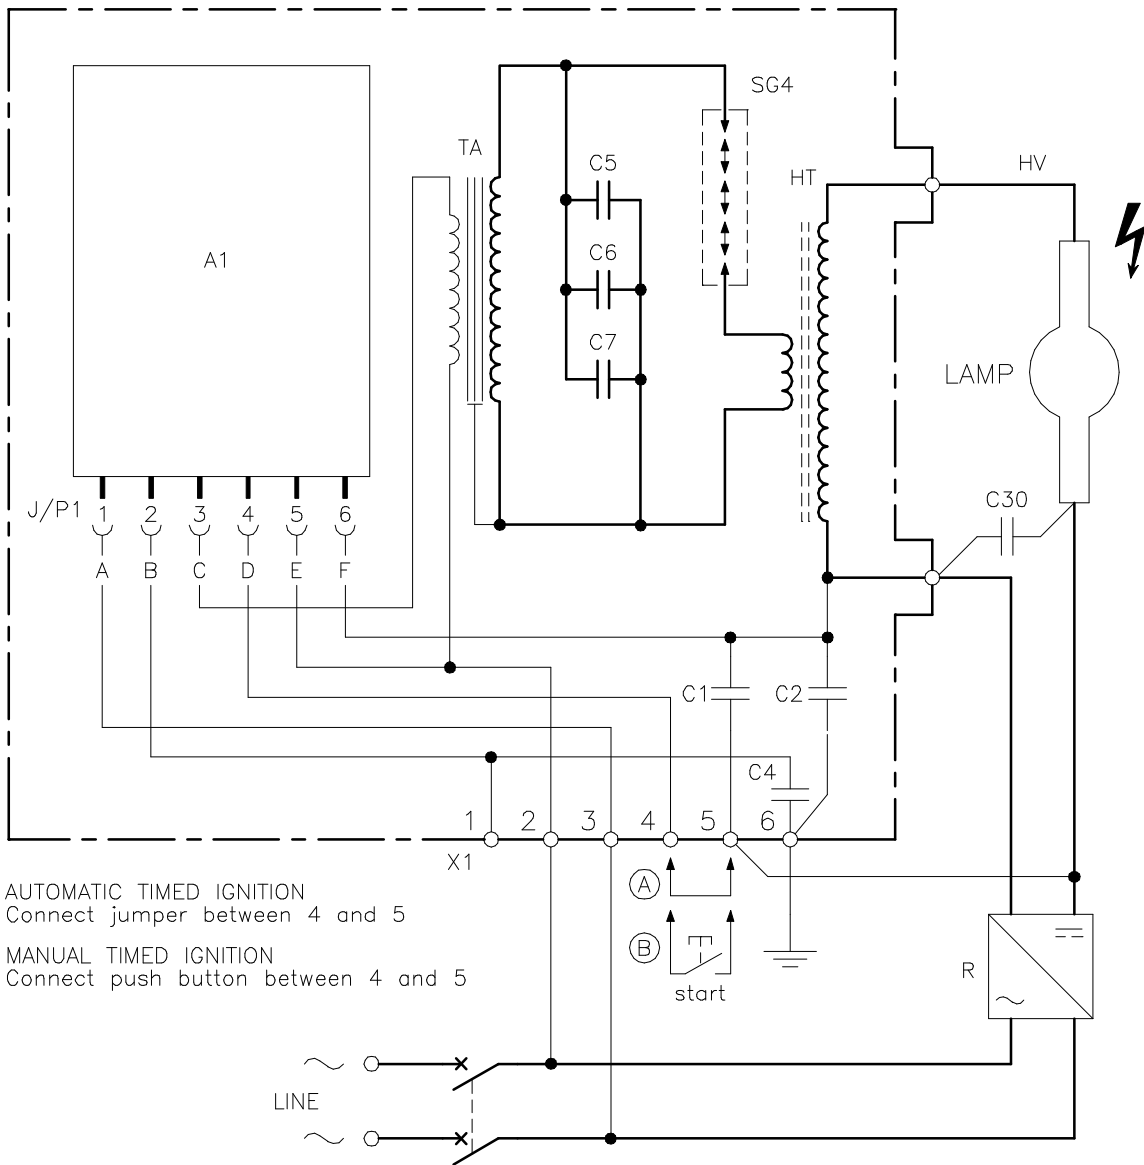 SG4
TA
C5
HT
HV
A1
C6
C7
LAMP
C30
J/P1 1 2 3 4 5 6
A B C D E F
C1 C2
C4
1 2 3 4 5 6
X1
A
AUTOMATIC TIMED IGNITION
Connect jumper between 4 and 5
B
MANUAL TIMED IGNITION
Connect push button between 4 and 5
start
R
LINE